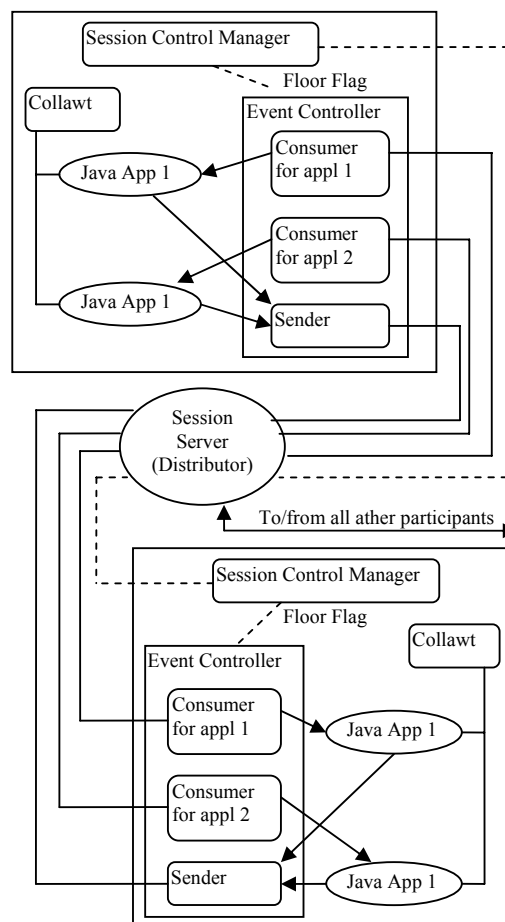 Session Control Manager
Floor Flag
Collawt
Event Controller
Consumer
for appl 1
Java App 1
Consumer
for appl 2
Java App 1
Sender
Session
Server
(Distributor)
To/from all ather participants
Session Control Manager
Floor Flag
Collawt
Event Controller
Consumer
for appl 1
Java App 1
Consumer
for appl 2
Sender
Java App 1